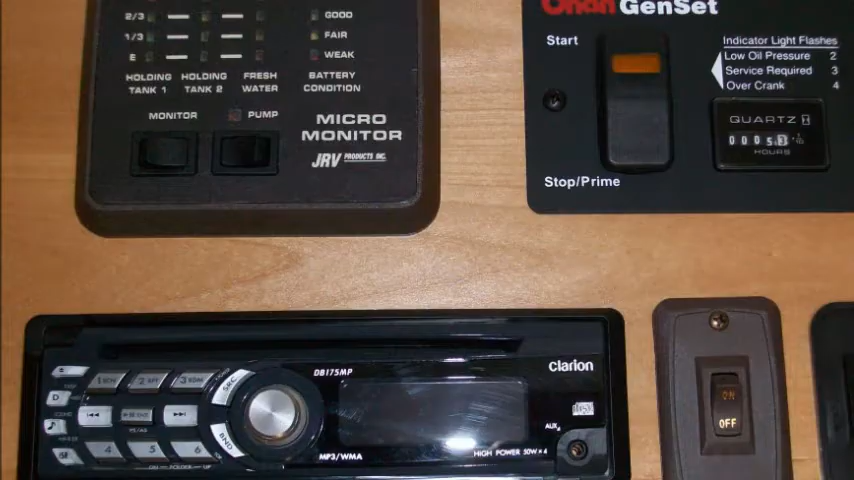 2/3
GOOD
1/3
FAIR
E
WEAK
HOLDING TANK 1
HOLDING TANK 2
FRESH WATER
BATTERY CONDITION
MONITOR
PUMP
MICRO MONITOR
JRV PRODUCTS INC.
Onan GenSet
Start
Indicator Light Flashes
Low Oil Pressure 2
Service Required 3
Over Crank 4
QUARTZ
0005
HOURS
Stop/Prime
DB175MP
clarion
1
2
3
SRC
D
BND
4
5
6
MP3/WMA
HIGH POWER 50W×4
AUX
ON
OFF